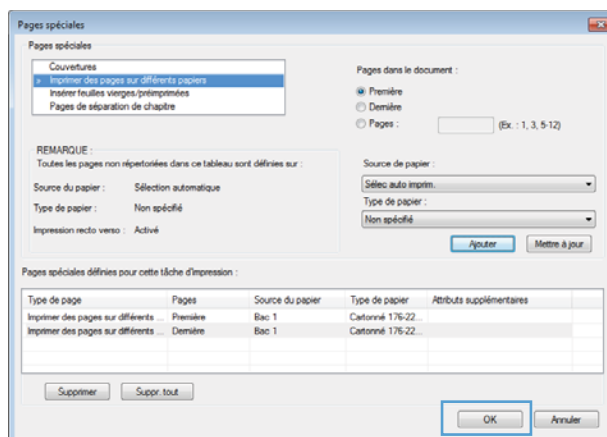 Pages spéciales
Pages spéciales
Couvertures
» Imprimer des pages sur différents papiers
Insérer feuilles vierges/préimprimées
Pages de séparation de chapitre
Pages dans le document :
Première
Dernière
Pages : (Ex. : 1, 3, 5-12)
REMARQUE :
Toutes les pages non répertoriées dans ce tableau sont définies sur :
Source du papier : Sélection automatique
Type de papier : Non spécifié
Impression recto verso : Activé
Source de papier :
Sélec auto imprim.
Type de papier :
Non spécifié
Ajouter Mettre à jour
Pages spéciales définies pour cette tâche d'impression :
Type de page Pages Source du papier Type de papier Attributs supplémentaires
Imprimer des pages sur différents ... Première Bac 1 Cartonné 176-22...
Imprimer des pages sur différents ... Dernière Bac 1 Cartonné 176-22...
Supprimer Suppr. tout
OK Annuler